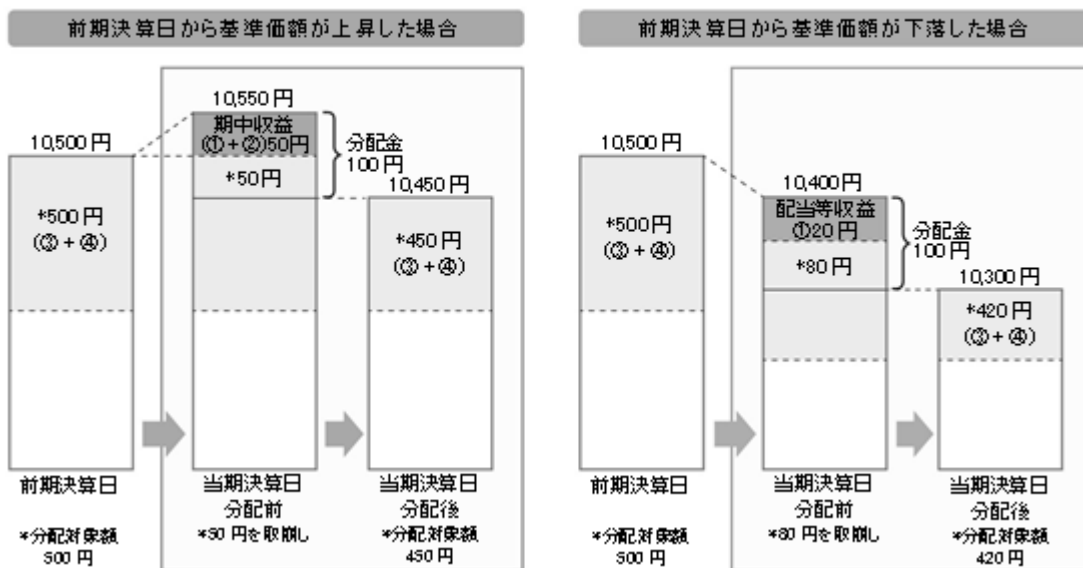 前期決算日から基準価額が上昇した場合
10,550円
期中収益
(①+②)50円
*50円
分配金
100円
10,500円
*500円
(③+④)
10,450円
*450円
(③+④)
前期決算日
*分配対象額
500円
当期決算日
分配前
*50円を取崩し
当期決算日
分配後
*分配対象額
450円
前期決算日から基準価額が下落した場合
10,500円
*500円
(③+④)
10,400円
配当等収益
①20円
*80円
分配金
100円
10,300円
*420円
(③+④)
前期決算日
*分配対象額
500円
当期決算日
分配前
*80円を取崩し
当期決算日
分配後
*分配対象額
420円